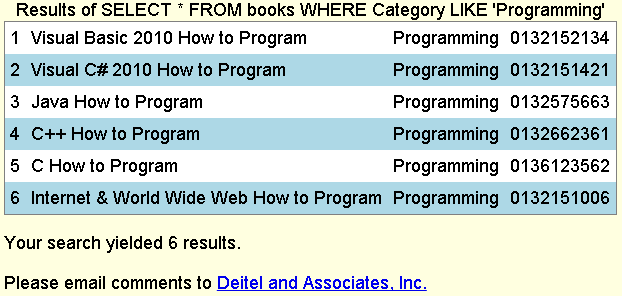 Results of SELECT * FROM books WHERE Category LIKE 'Programming'
1 Visual Basic 2010 How to Program Programming 0132152134
2 Visual C# 2010 How to Program Programming 0132151421
3 Java How to Program Programming 0132575663
4 C++ How to Program Programming 0132662361
5 C How to Program Programming 0136123562
6 Internet & World Wide Web How to Program Programming 0132151006
Your search yielded 6 results.
Please email comments to Deitel and Associates, Inc.